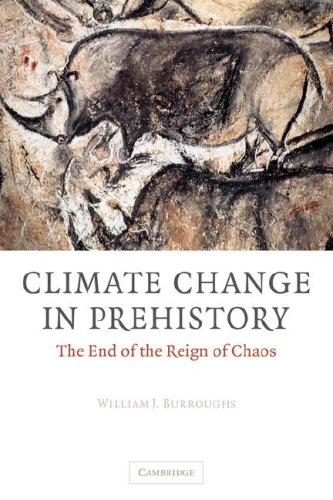 CLIMATE CHANGE
IN PREHISTORY
The End of the Reign of Chaos
WILLIAM J. BURROUGHS
CAMBRIDGE